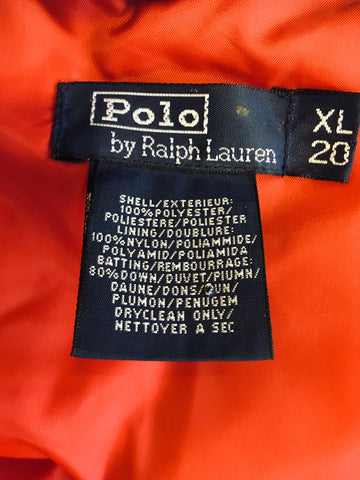 Polo
by Ralph Lauren
XL
20
SHELL/EXTERIEUR:
100%POLYESTER/
POLIESTERE/POLIESTER
LINING/DOUBLURE:
100%NYLON/POLIAMMIDE/
POLYAMID/POLIAMIDA
BATTING/REMBOURRAGE:
80%DOWN/DUVET/PIUMN/
DAUNE/DONS/DUN/
PLUMON/PENUGEM
DRYCLEAN ONLY/
NETTOYER A SEC